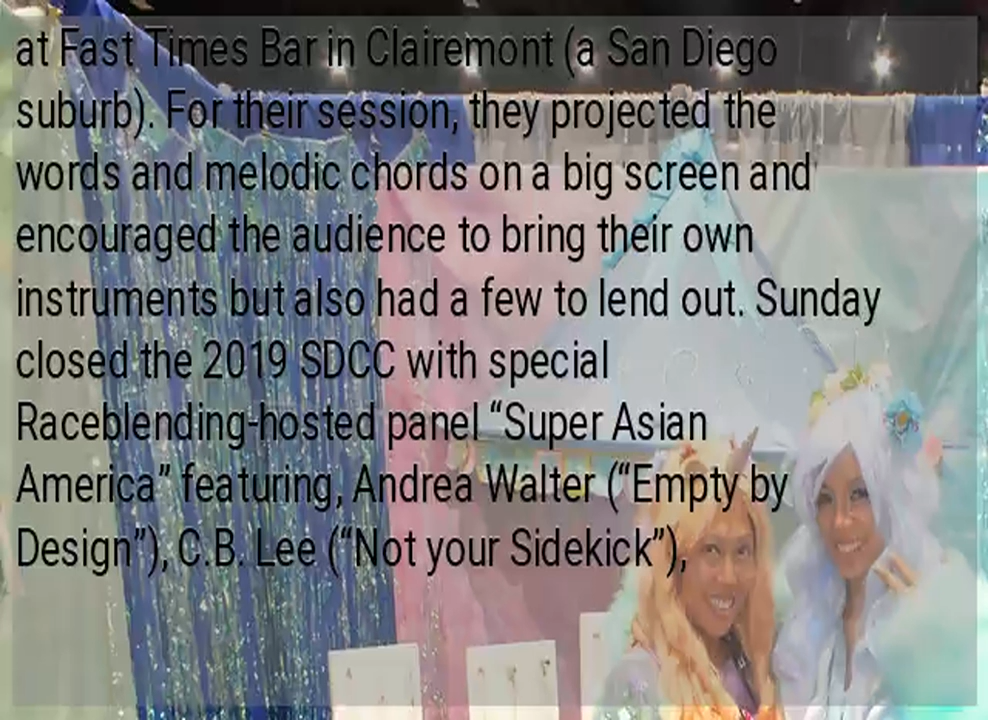 at Fast Times Bar in Clairemont (a San Diego
suburb). For their session, they projected the
words and melodic chords on a big screen and
encouraged the audience to bring their own
instruments but also had a few to lend out. Sunday
closed the 2019 SDCC with special
Raceblending-hosted panel “Super Asian
America” featuring, Andrea Walter (“Empty by
Design”), C.B. Lee (“Not your Sidekick”),